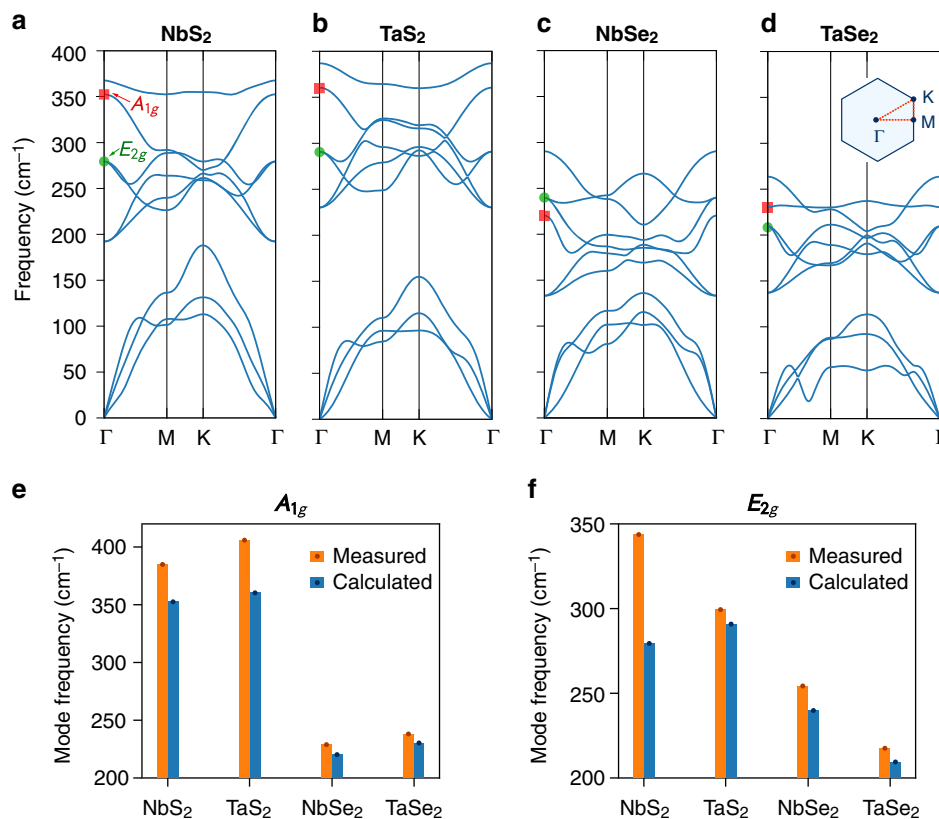 a
NbS2
b
TaS2
c
NbSe2
d
TaSe2
Frequency (cm⁻¹)
400
350
300
250
200
150
100
50
0
A1g
E2g
K
M
Γ
Γ M K Γ
Γ M K Γ
Γ M K Γ
Γ M K Γ
e
A1g
Mode frequency (cm⁻¹)
400
350
300
250
200
Measured
Calculated
NbS2 TaS2 NbSe2 TaSe2
f
E2g
Mode frequency (cm⁻¹)
350
300
250
200
Measured
Calculated
NbS2 TaS2 NbSe2 TaSe2